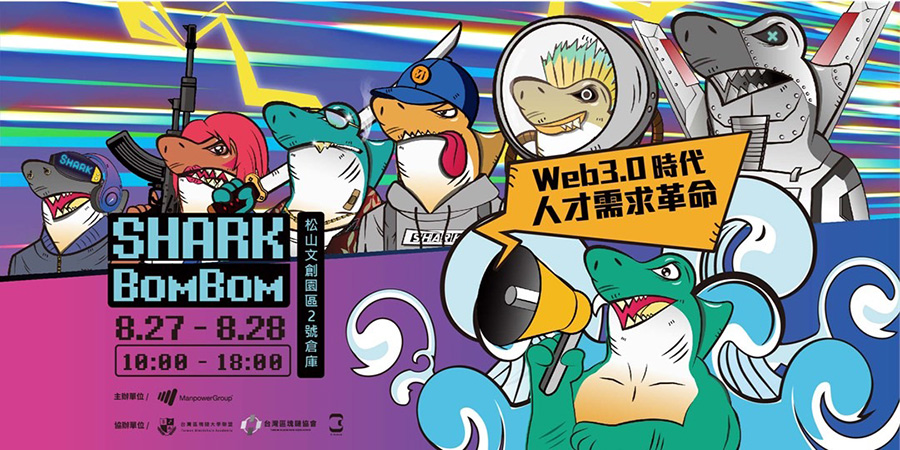 SHARK
Web3.0 時代
人才需求革命
SHARK
SHARK
BOMBOM
松山文創園區2號倉庫
8.27 - 8.28
10:00 - 18:00
主辦單位 / ManpowerGroup
協辦單位 / 台灣區塊鏈大學聯盟 台灣區塊鏈協會